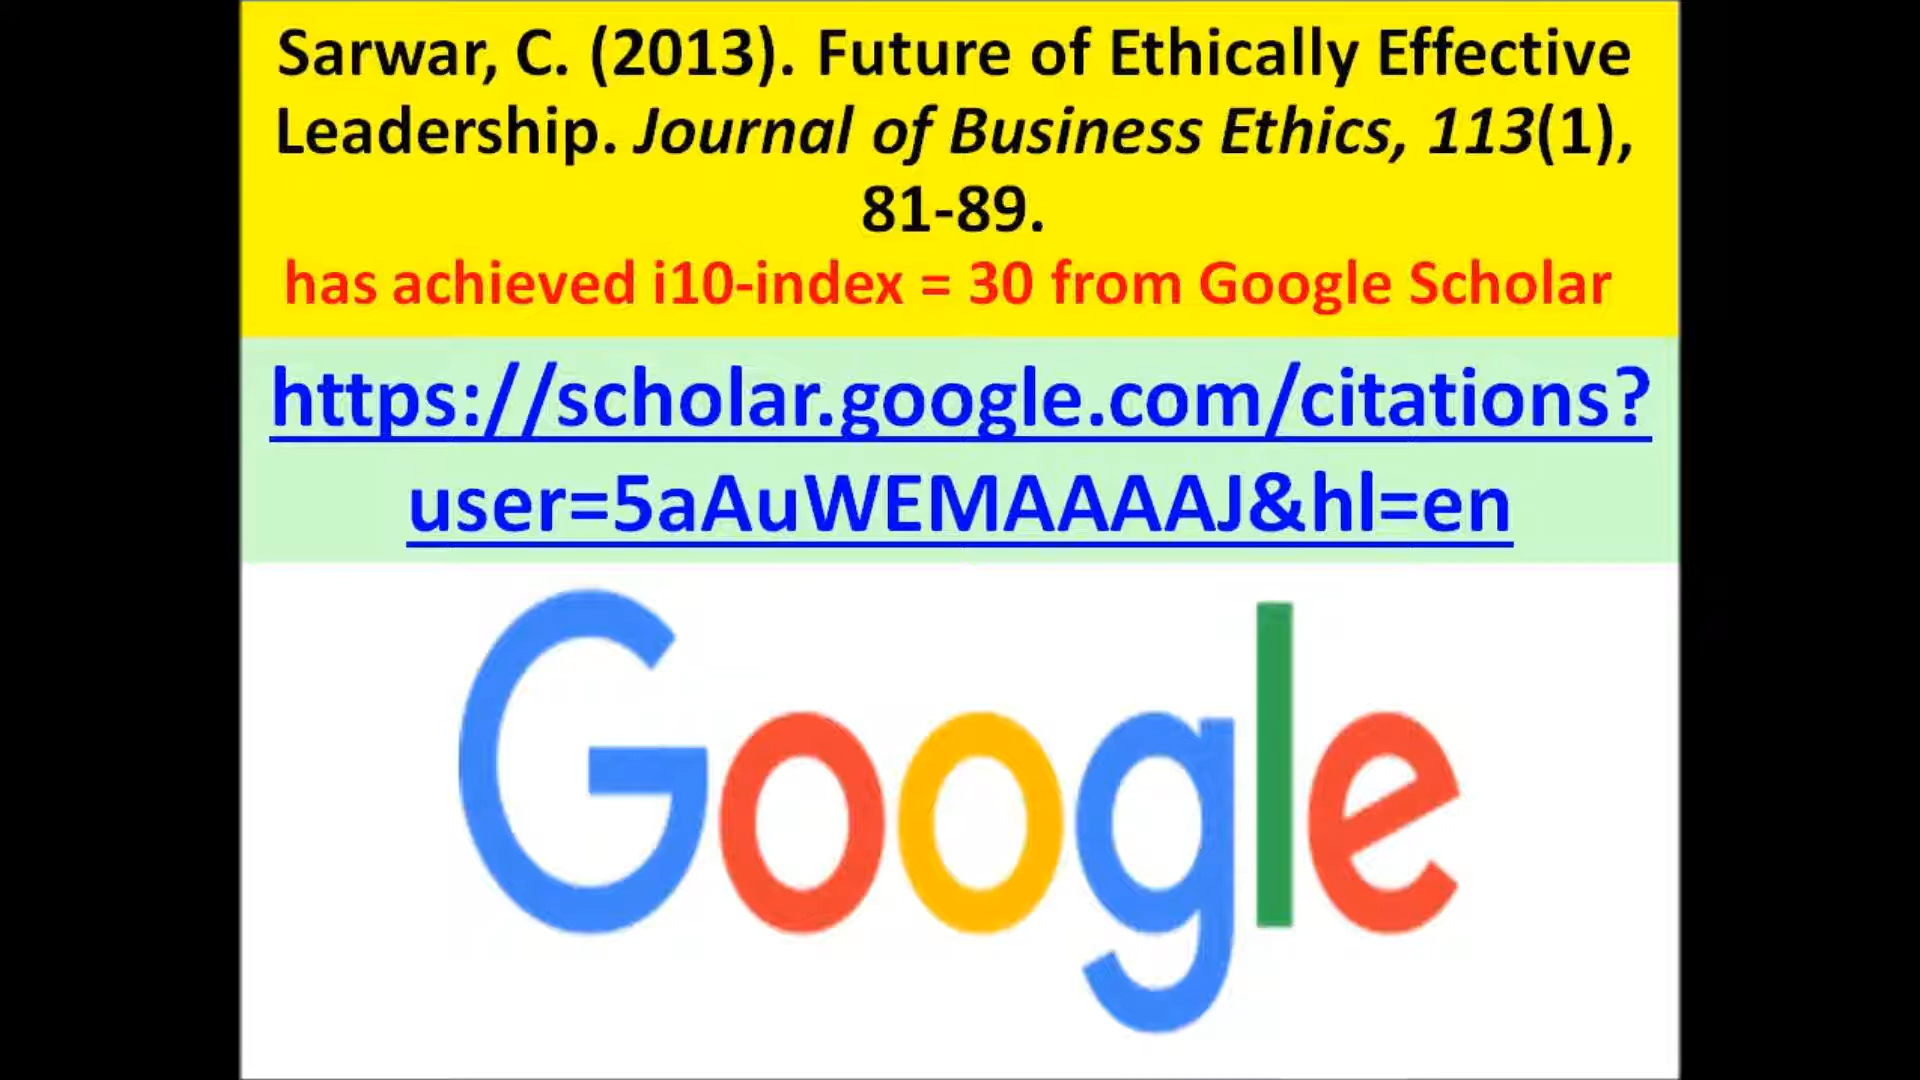 Sarwar, C. (2013). Future of Ethically Effective
Leadership. Journal of Business Ethics, 113(1),
81-89.
has achieved i10-index = 30 from Google Scholar
https://scholar.google.com/citations?
user=5aAuWEMAAAAJ&hl=en
Google